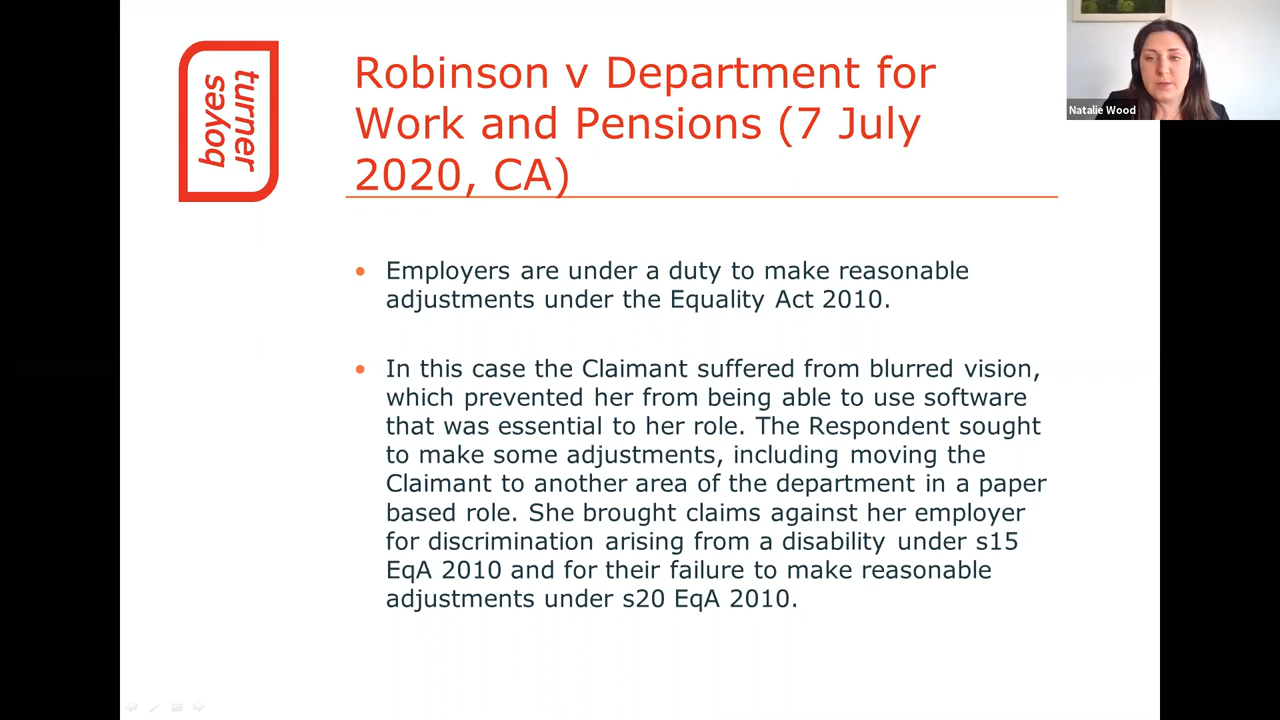 turner
boyes
Robinson v Department for
Work and Pensions (7 July
2020, CA)
Natalie Wood
Employers are under a duty to make reasonable
adjustments under the Equality Act 2010.
In this case the Claimant suffered from blurred vision,
which prevented her from being able to use software
that was essential to her role. The Respondent sought
to make some adjustments, including moving the
Claimant to another area of the department in a paper
based role. She brought claims against her employer
for discrimination arising from a disability under s15
EqA 2010 and for their failure to make reasonable
adjustments under s20 EqA 2010.